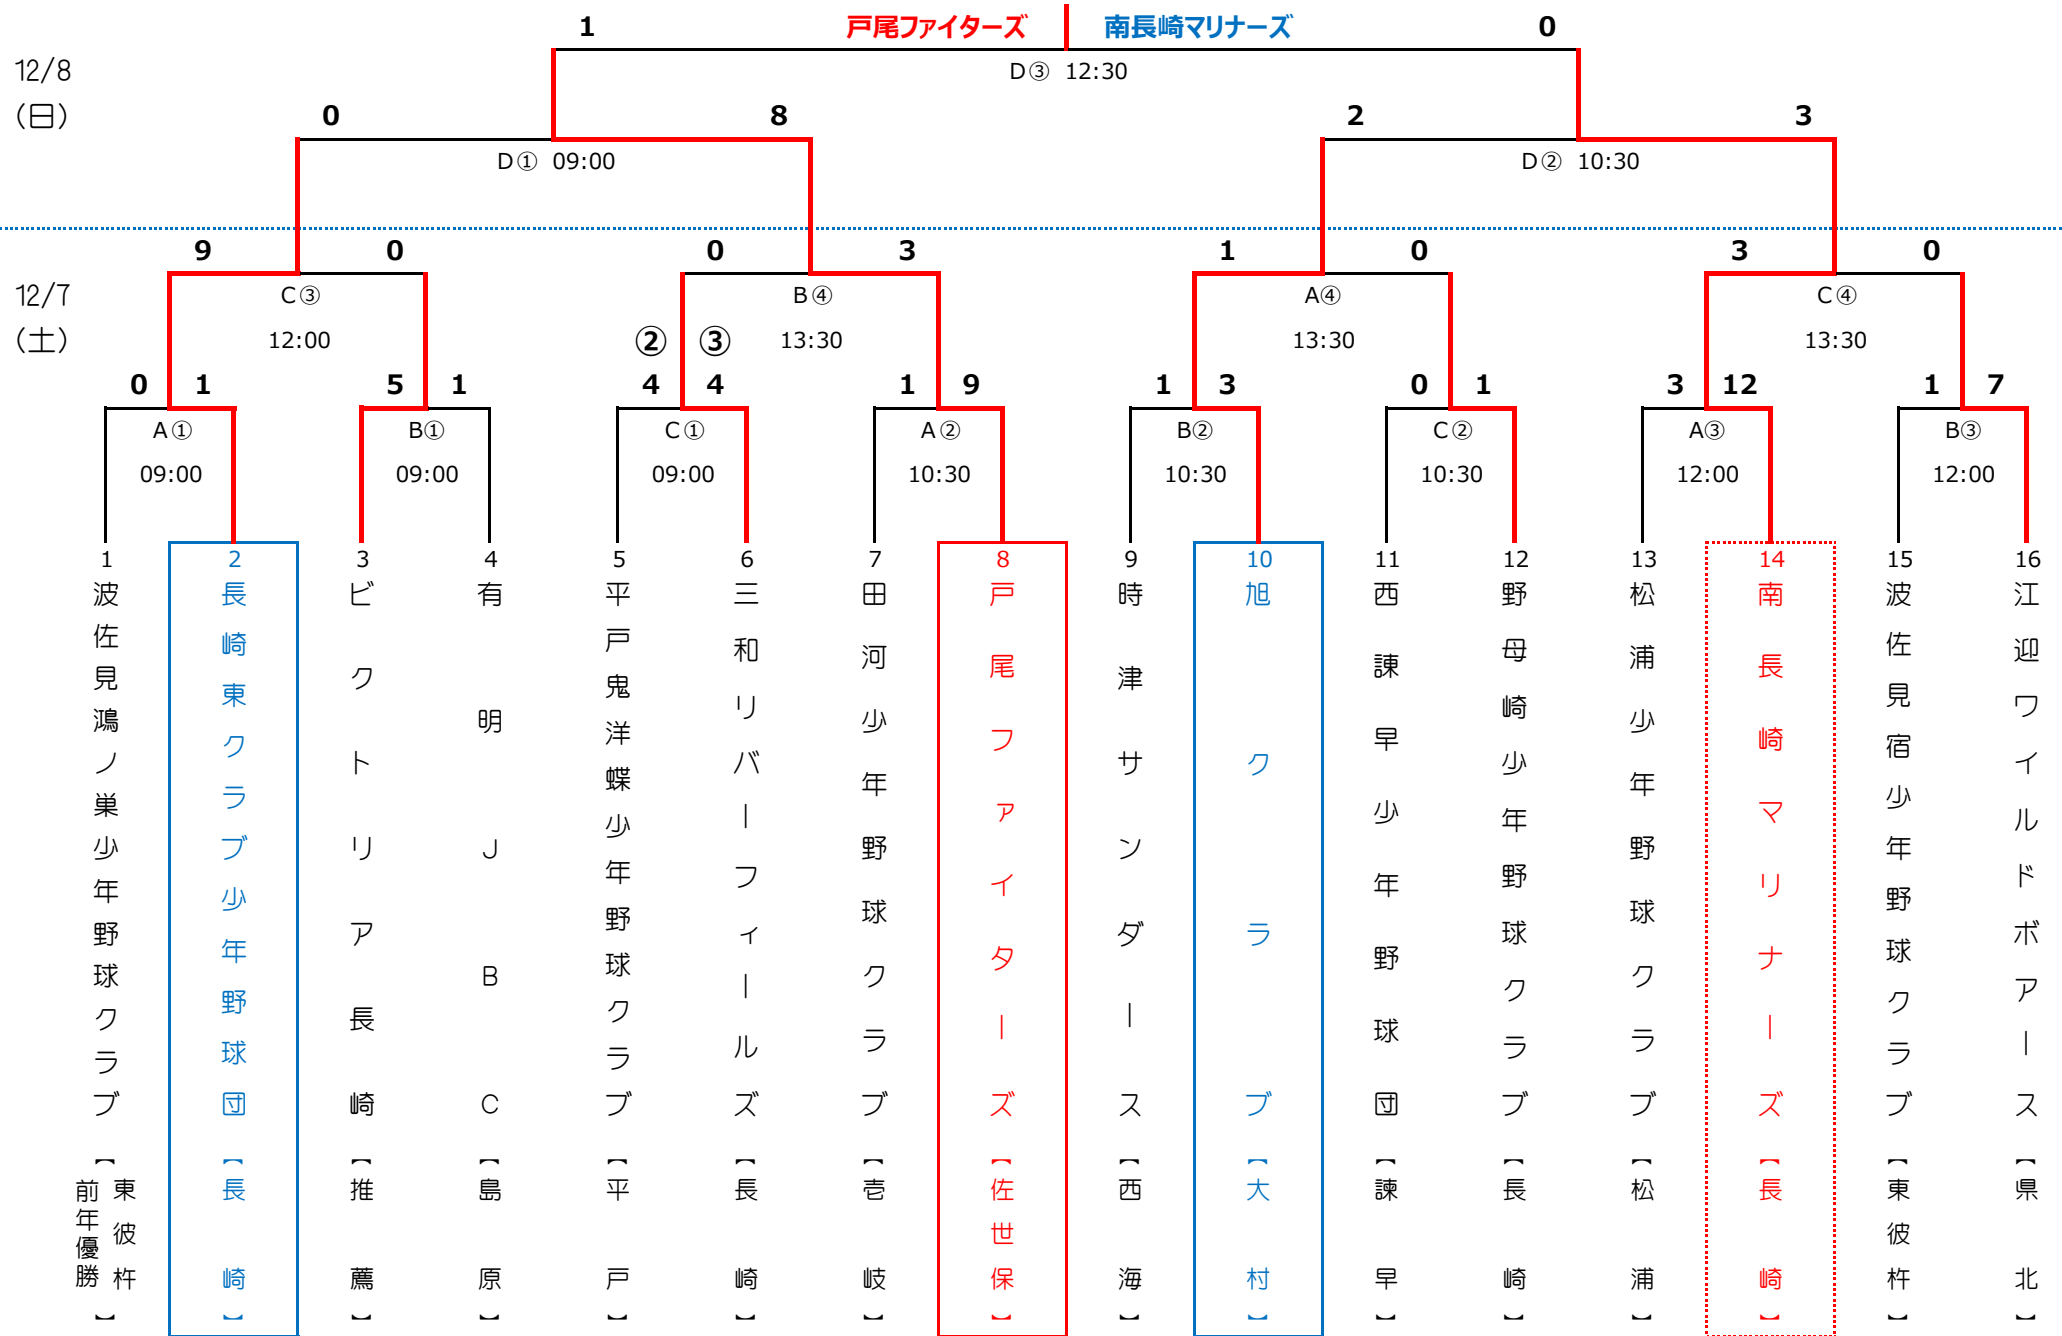 1 戸尾ファイターズ 南長崎マリナーズ 0
D③ 12:30
12/8
(日)
0 8 2 3
D① 09:00 D② 10:30
9 0 0 3 1 0 3 0
12/7
(土)
C③ B④ A④ C④
12:00 13:30 13:30 13:30
② ③
0 1 5 1 4 4 1 9 1 3 0 1 3 12 1 7
A① B① C① A② B② C② A③ B③
09:00 09:00 09:00 10:30 10:30 10:30 12:00 12:00
1 波佐見鴻ノ巣少年野球クラブ【東彼杵 前年優勝】
2 長崎東クラブ少年野球団【長崎】
3 ビクトリア長崎【推薦】
4 有明JBC【島原】
5 平戸鬼洋蝶少年野球クラブ【平戸】
6 三和リバーフィールズ【長崎】
7 田河少年野球クラブ【壱岐】
8 戸尾ファイターズ【佐世保】
9 時津サンダース【西海】
10 旭クラブ【大村】
11 西諫早少年野球団【諫早】
12 野母崎少年野球クラブ【長崎】
13 松浦少年野球クラブ【松浦】
14 南長崎マリナーズ【長崎】
15 波佐見宿少年野球クラブ【東彼杵】
16 江迎ワイルドボアース【県北】